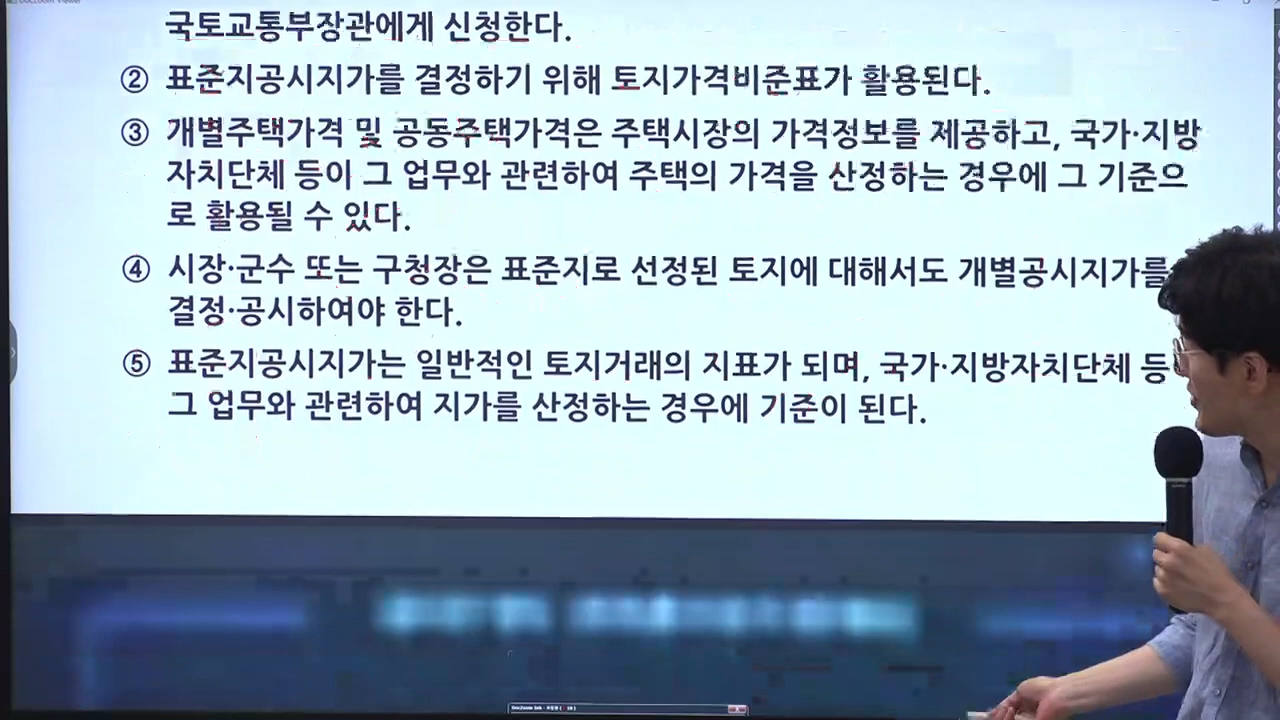 국토교통부장관에게 신청한다.
② 표준지공시지가를 결정하기 위해 토지가격비준표가 활용된다.
③ 개별주택가격 및 공동주택가격은 주택시장의 가격정보를 제공하고, 국가·지방
자치단체 등이 그 업무와 관련하여 주택의 가격을 산정하는 경우에 그 기준으
로 활용될 수 있다.
④ 시장·군수 또는 구청장은 표준지로 선정된 토지에 대해서도 개별공시지가를
결정·공시하여야 한다.
⑤ 표준지공시지가는 일반적인 토지거래의 지표가 되며, 국가·지방자치단체 등
그 업무와 관련하여 지가를 산정하는 경우에 기준이 된다.